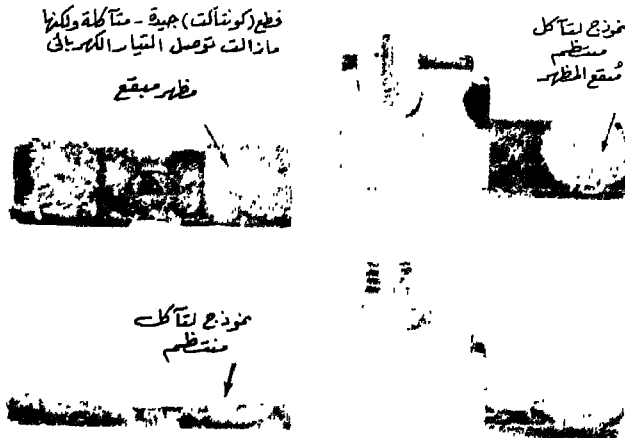 قطع (كونتاكت) جيدة - متآكلة ولكنها
مازالت توصل التيار الكهربائي
مظهر مبقع
نموذج لتآكل
منتظم
مُبقع المظهر
نموذج لتآكل
منتظم